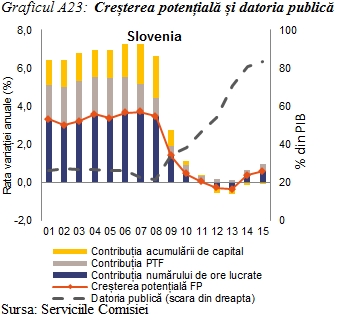 Graficul A23: Creșterea potențială și datoria publică
Slovenia
8,0
6,0
4,0
2,0
0,0
-2,0
Rata variației anuale (%)
100
80
60
40
20
0
% din PIB
01 02 03 04 05 06 07 08 09 10 11 12 13 14 15
Contribuția acumulării de capital
Contribuția PTF
Contribuția numărului de ore lucrate
Creșterea potențială FP
Datoria publică (scara din dreapta)
Sursa: Serviciile Comisiei